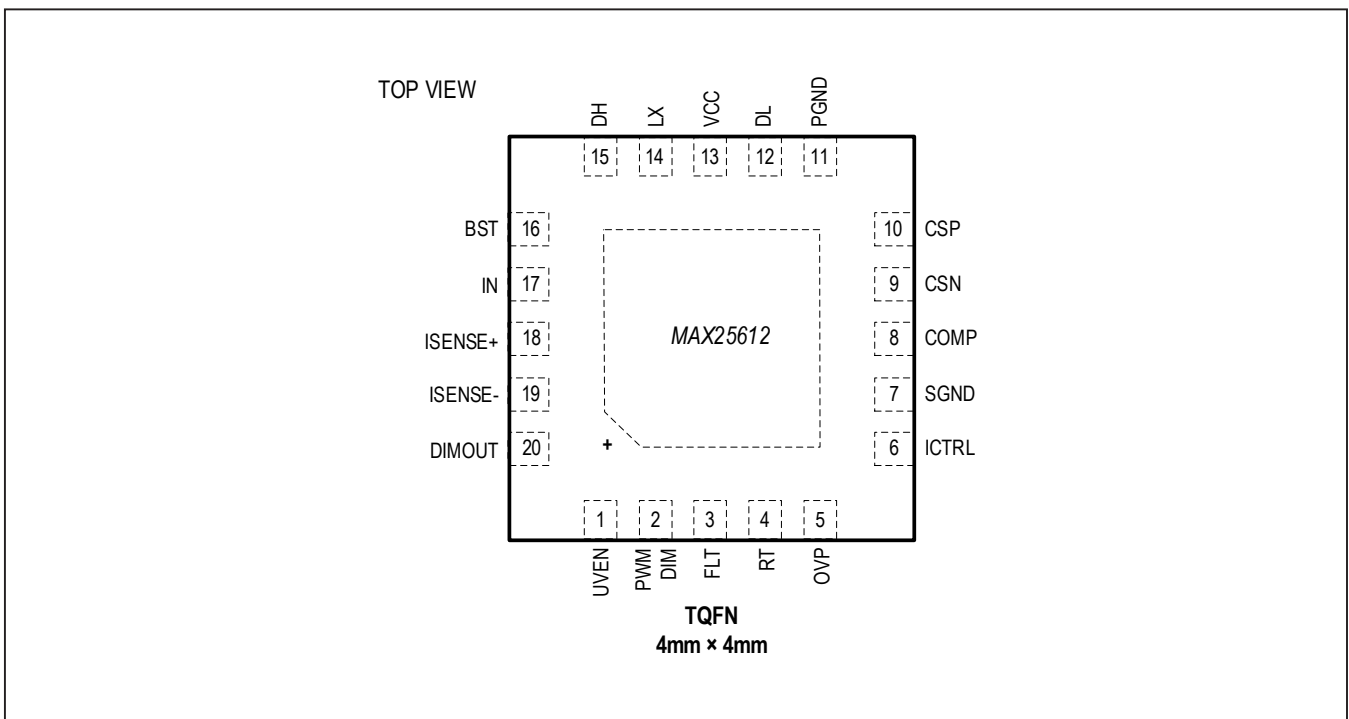 TOP VIEW
DH
LX
VCC
DL
PGND
15
14
13
12
11
BST 16
IN 17
ISENSE+ 18
ISENSE- 19
DIMOUT 20
10 CSP
9 CSN
8 COMP
7 SGND
6 ICTRL
MAX25612
+
1
2
3
4
5
UVEN
PWM
DIM
FLT
RT
OVP
TQFN
4mm × 4mm